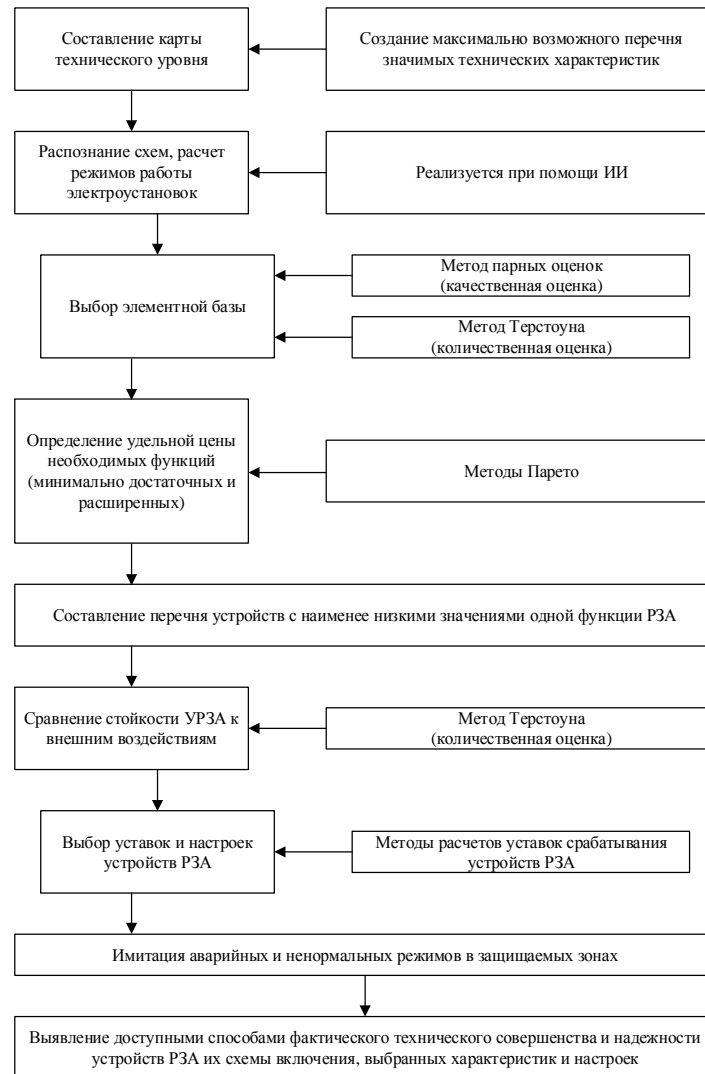 Составление карты
технического уровня
Создание максимально возможного перечня
значимых технических характеристик
Распознание схем, расчет
режимов работы
электроустановок
Реализуется при помощи ИИ
Выбор элементной базы
Метод парных оценок
(качественная оценка)
Метод Терстоуна
(количественная оценка)
Определение удельной цены
необходимых функций
(минимально достаточных и
расширенных)
Методы Парето
Составление перечня устройств с наименее низкими значениями одной функции РЗА
Сравнение стойкости УРЗА к
внешним воздействиям
Метод Терстоуна
(количественная оценка)
Выбор уставок и настроек
устройств РЗА
Методы расчетов уставок срабатывания
устройств РЗА
Имитация аварийных и ненормальных режимов в защищаемых зонах
Выявление доступными способами фактического технического совершенства и надежности
устройств РЗА их схемы включения, выбранных характеристик и настроек